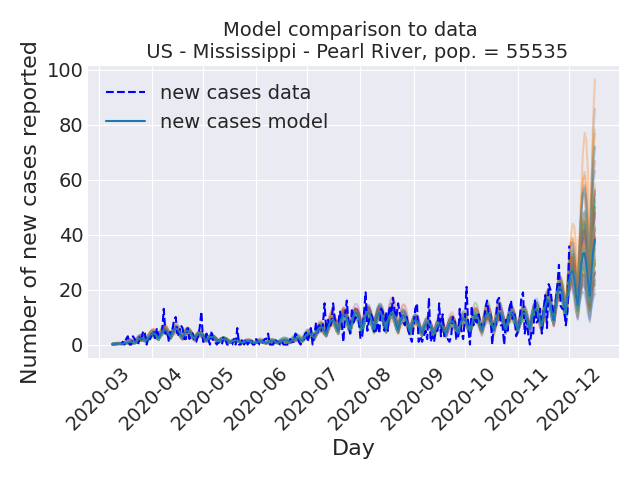 Model comparison to data
US - Mississippi - Pearl River, pop. = 55535
Number of new cases reported
100
80
60
40
20
0
new cases data
new cases model
2020-03
2020-04
2020-05
2020-06
2020-07
2020-08
2020-09
2020-10
2020-11
2020-12
Day